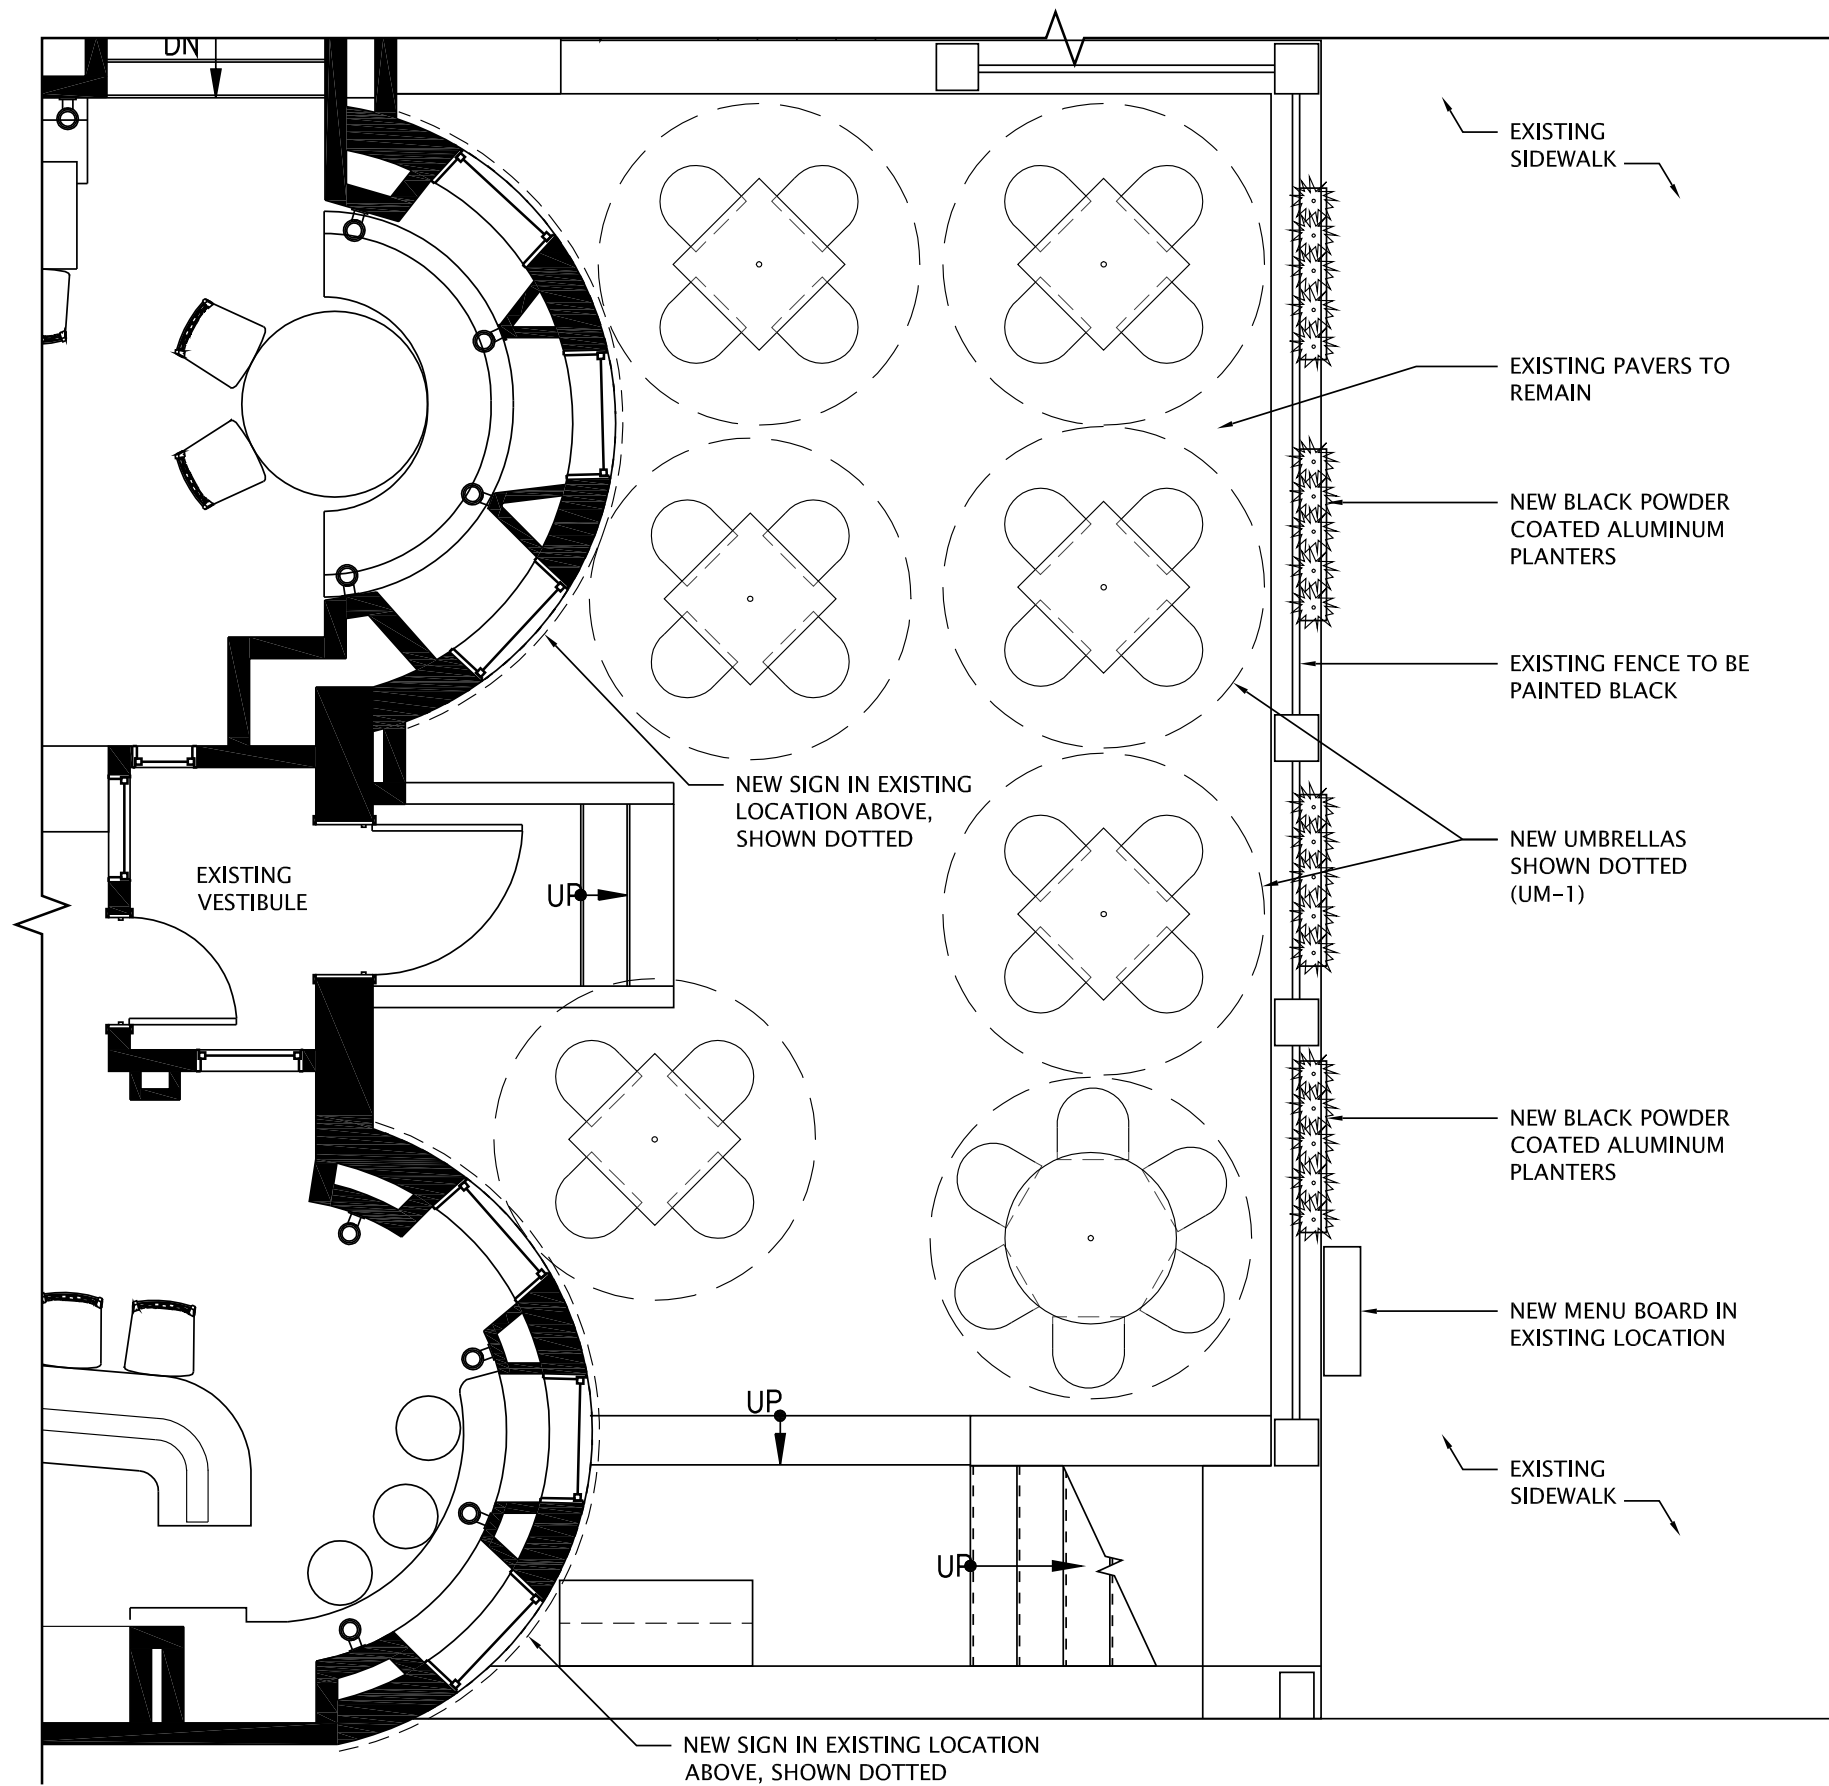 DN
EXISTING
SIDEWALK
EXISTING PAVERS TO
REMAIN
NEW BLACK POWDER
COATED ALUMINUM
PLANTERS
EXISTING FENCE TO BE
PAINTED BLACK
NEW SIGN IN EXISTING
LOCATION ABOVE,
SHOWN DOTTED
NEW UMBRELLAS
SHOWN DOTTED
(UM-1)
EXISTING
VESTIBULE
UP
NEW BLACK POWDER
COATED ALUMINUM
PLANTERS
NEW MENU BOARD IN
EXISTING LOCATION
UP
EXISTING
SIDEWALK
UP
NEW SIGN IN EXISTING LOCATION
ABOVE, SHOWN DOTTED